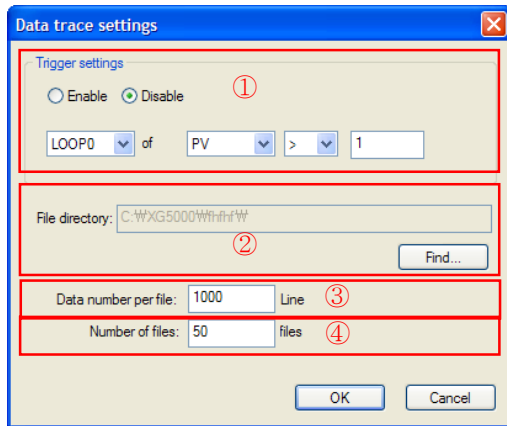 Data trace settings
Trigger settings
①
Enable Disable
LOOP0 of PV > 1
File directory: C:₩XG5000₩fhfhf₩
②
Find...
Data number per file: 1000 Line ③
Number of files: 50 files ④
OK Cancel